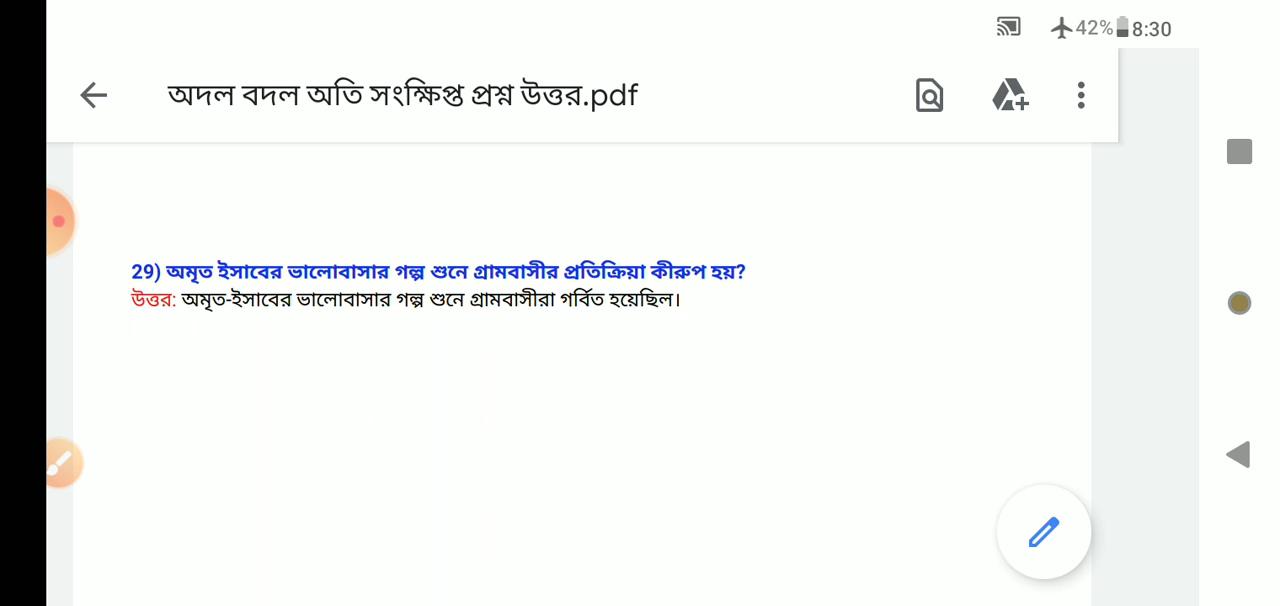 42% 8:30
অদল বদল অতি সংক্ষিপ্ত প্রশ্ন উত্তর.pdf
29) অমৃত ইসাবের ভালোবাসার গল্প শুনে গ্রামবাসীর প্রতিক্রিয়া কীরুপ হয়?
উত্তর: অমৃত-ইসাবের ভালোবাসার গল্প শুনে গ্রামবাসীরা গর্বিত হয়েছিল।